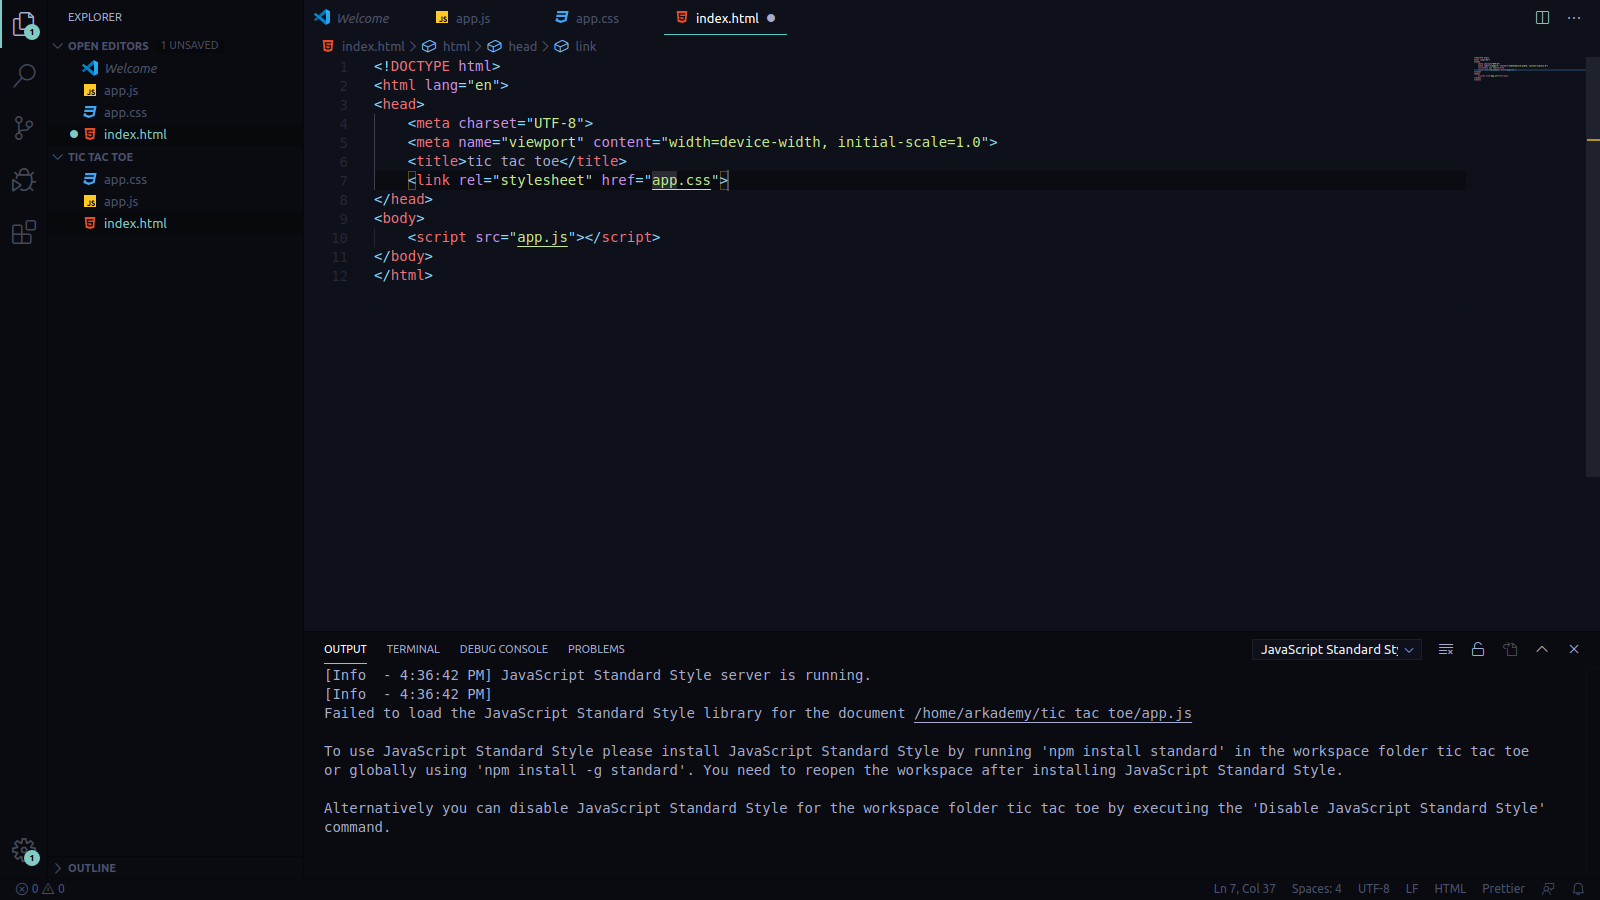 EXPLORER
OPEN EDITORS 1 UNSAVED
Welcome
app.js
app.css
index.html
TIC TAC TOE
app.css
app.js
index.html
OUTLINE
1
1
Welcome
app.js
app.css
index.html
index.html > html > head > link
1 <!DOCTYPE html>
2 <html lang="en">
3 <head>
4 <meta charset="UTF-8">
5 <meta name="viewport" content="width=device-width, initial-scale=1.0">
6 <title>tic tac toe</title>
7 <link rel="stylesheet" href="app.css">
8 </head>
9 <body>
10 <script src="app.js"></script>
11 </body>
12 </html>
OUTPUT TERMINAL DEBUG CONSOLE PROBLEMS
JavaScript Standard St
[Info  - 4:36:42 PM] JavaScript Standard Style server is running.
[Info  - 4:36:42 PM]
Failed to load the JavaScript Standard Style library for the document /home/arkademy/tic tac toe/app.js
To use JavaScript Standard Style please install JavaScript Standard Style by running 'npm install standard' in the workspace folder tic tac toe
or globally using 'npm install -g standard'. You need to reopen the workspace after installing JavaScript Standard Style.
Alternatively you can disable JavaScript Standard Style for the workspace folder tic tac toe by executing the 'Disable JavaScript Standard Style'
command.
0 0
Ln 7, Col 37 Spaces: 4 UTF-8 LF HTML Prettier